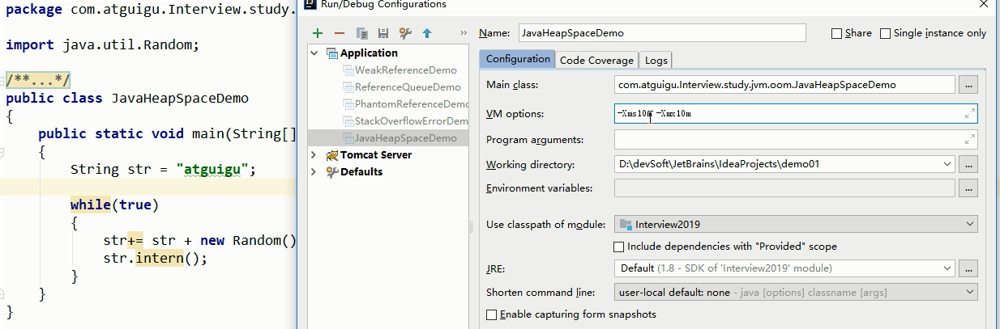 package com.atguigu.Interview.study.
import java.util.Random;
/**...*/
public class JavaHeapSpaceDemo
{
public static void main(String[]
{
String str = "atguigu";
while(true)
{
str+= str + new Random()
str.intern();
}
}
}
Run/Debug Configurations
Application
WeakReferenceDemo
ReferenceQueueDemo
PhantomReferenceDemo
StackOverflowErrorDem
JavaHeapSpaceDemo
Tomcat Server
Defaults
Name: JavaHeapSpaceDemo
Share
Single instance only
Configuration
Code Coverage
Logs
Main class: com.atguigu.Interview.study.jvm.oom.JavaHeapSpaceDemo ...
VM options: -Xms10m -Xmx10m
Program arguments:
Working directory: D:\devSoft\JetBrains\IdeaProjects\demo01 ...
Environment variables: ...
Use classpath of module: Interview2019
Include dependencies with "Provided" scope
JRE: Default (1.8 - SDK of 'Interview2019' module) ...
Shorten command line: user-local default: none - java [options] classname [args]
Enable capturing form snapshots